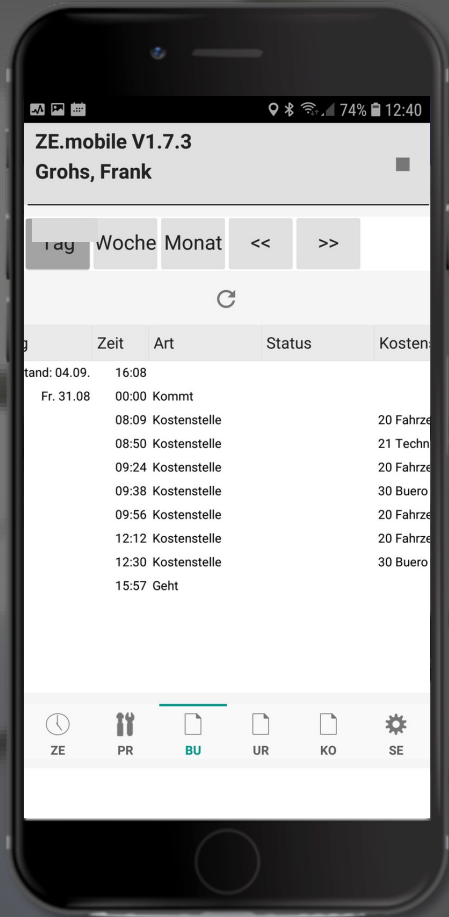 74% 12:40
ZE.mobile V1.7.3
Grohs, Frank
Tag Woche Monat << >>
Zeit Art Status Kosten
tand: 04.09. 16:08
Fr. 31.08 00:00 Kommt
08:09 Kostenstelle 20 Fahrze
08:50 Kostenstelle 21 Techn
09:24 Kostenstelle 20 Fahrze
09:38 Kostenstelle 30 Buero
09:56 Kostenstelle 20 Fahrze
12:12 Kostenstelle 20 Fahrze
12:30 Kostenstelle 30 Buero
15:57 Geht
ZE PR BU UR KO SE